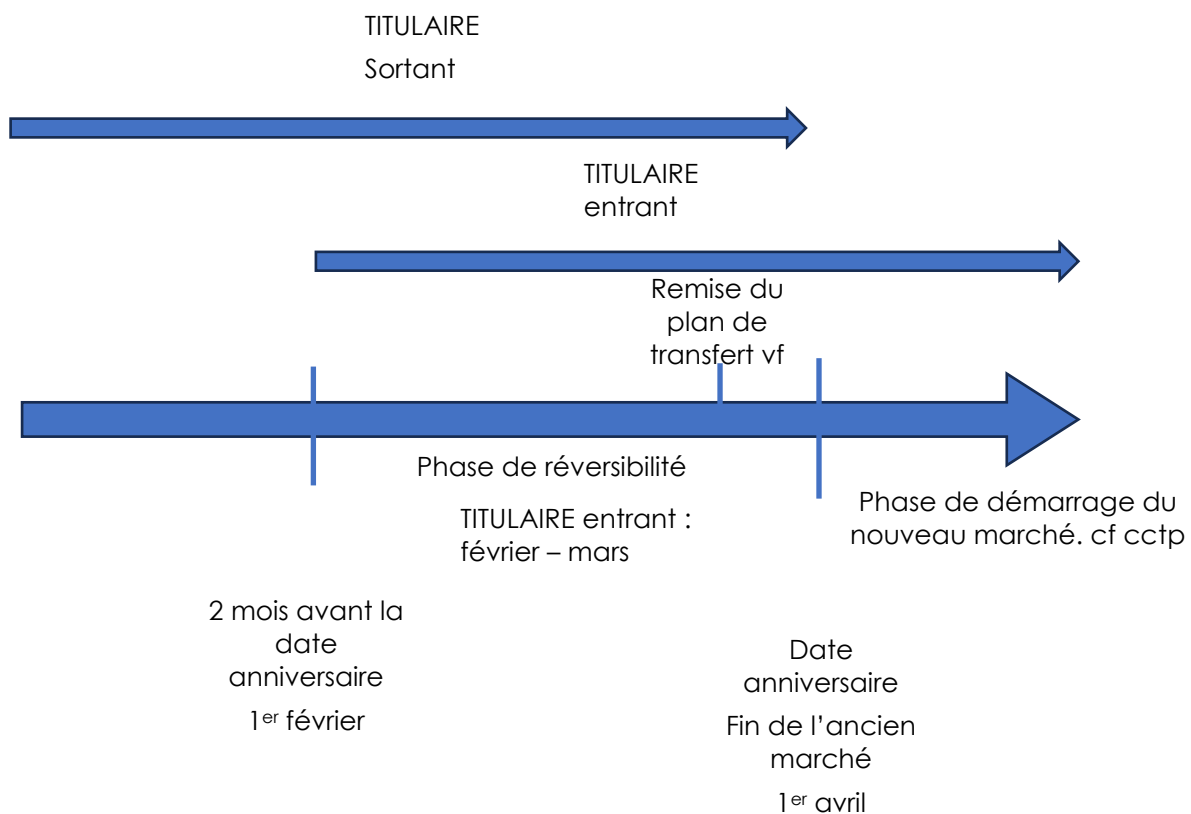 TITULAIRE
Sortant
TITULAIRE
entrant
Remise du
plan de
transfert vf
Phase de réversibilité
TITULAIRE entrant :
février – mars
Phase de démarrage du
nouveau marché. cf cctp
2 mois avant la
date
anniversaire
1er février
Date
anniversaire
Fin de l’ancien
marché
1er avril